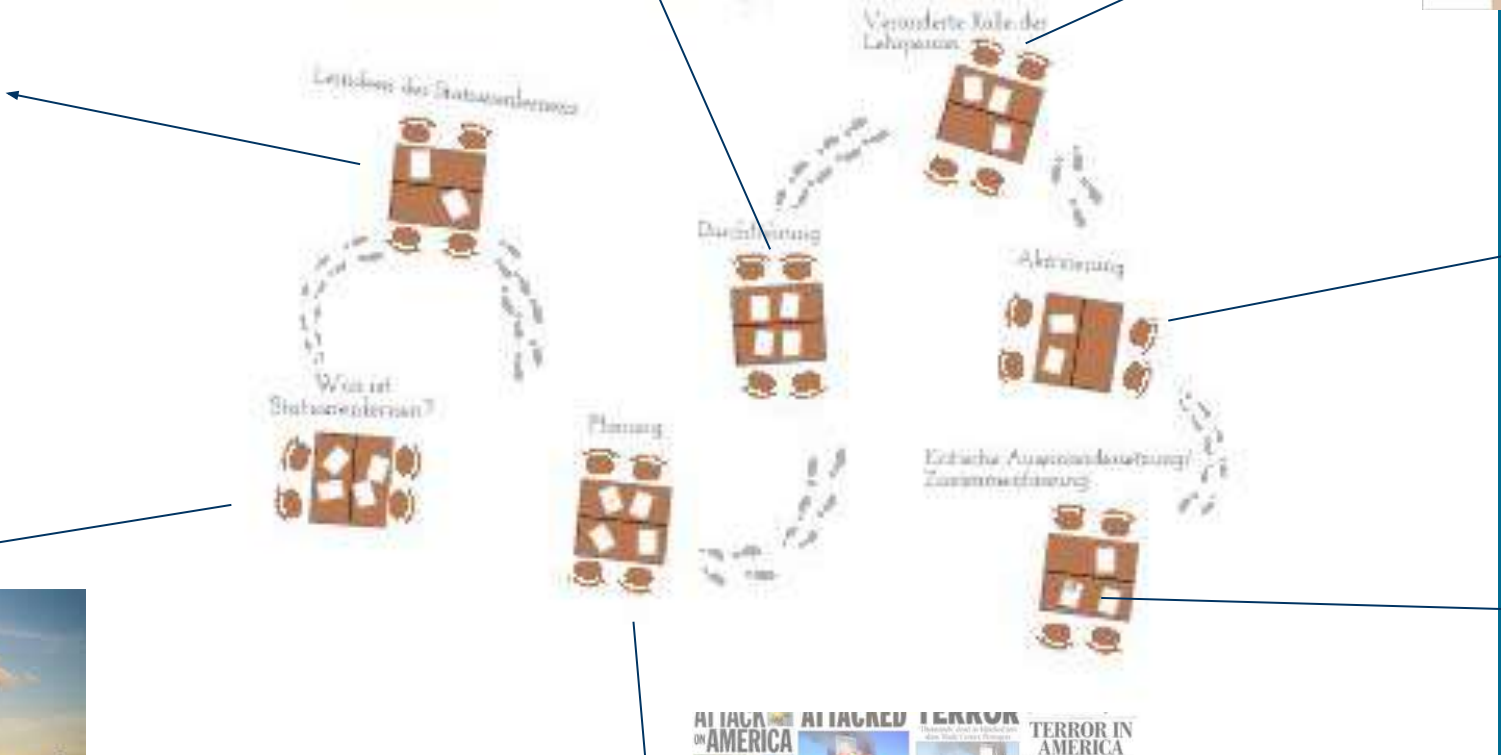 Veränderte Rolle der
Lehrperson
Leitideen des Stationenlernens
Durchführung
Aktivierung
Was ist
Stationenlernen?
Planung
Kritische Auseinandersetzung/
Zusammenfassung
ATTACK
ON AMERICA
ATTACKED
TERROR
TERROR IN
AMERICA